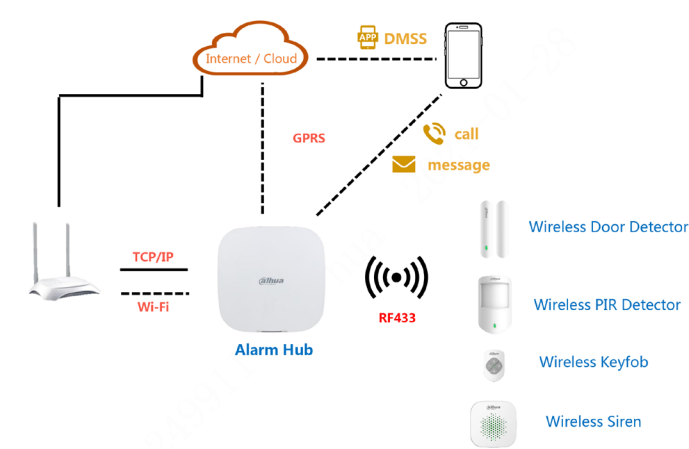 APP DMSS
Internet / Cloud
GPRS
call
message
Wireless Door Detector
TCP/IP
alhua
Wi-Fi
RF433
Wireless PIR Detector
Alarm Hub
Wireless Keyfob
Wireless Siren